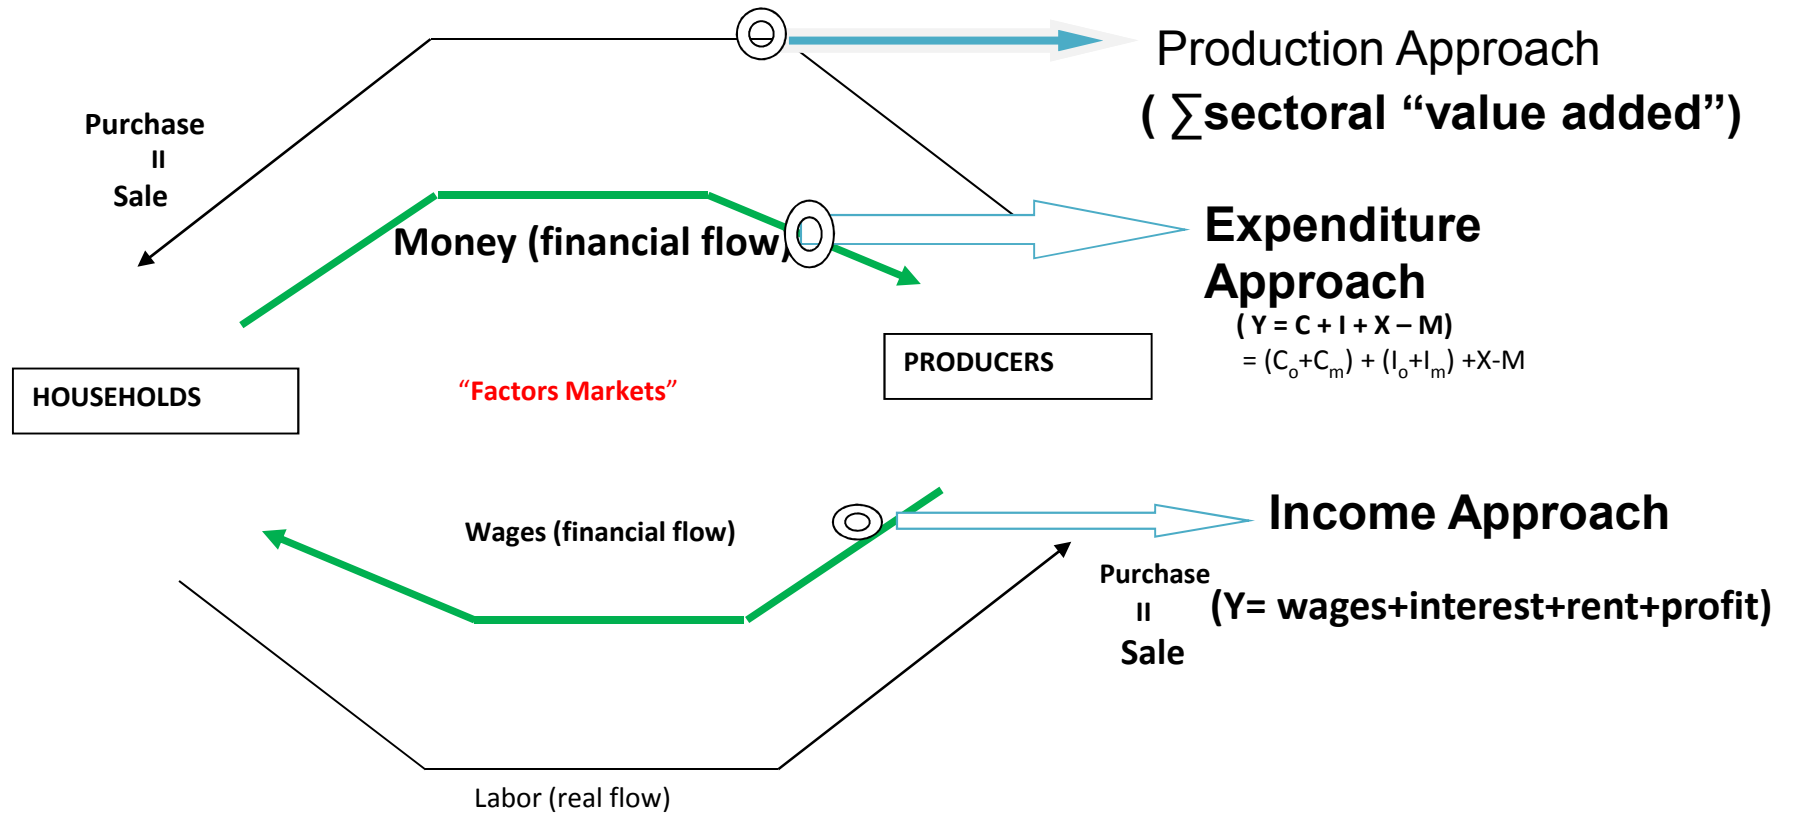 Production Approach
( ∑sectoral “value added”)
Purchase
=
Sale
Money (financial flow)
Expenditure
Approach
( Y = C + I + X – M)
= (Co+Cm) + (Io+Im) +X-M
PRODUCERS
HOUSEHOLDS
“Factors Markets”
Wages (financial flow)
Income Approach
Purchase
=
Sale
(Y= wages+interest+rent+profit)
Labor (real flow)